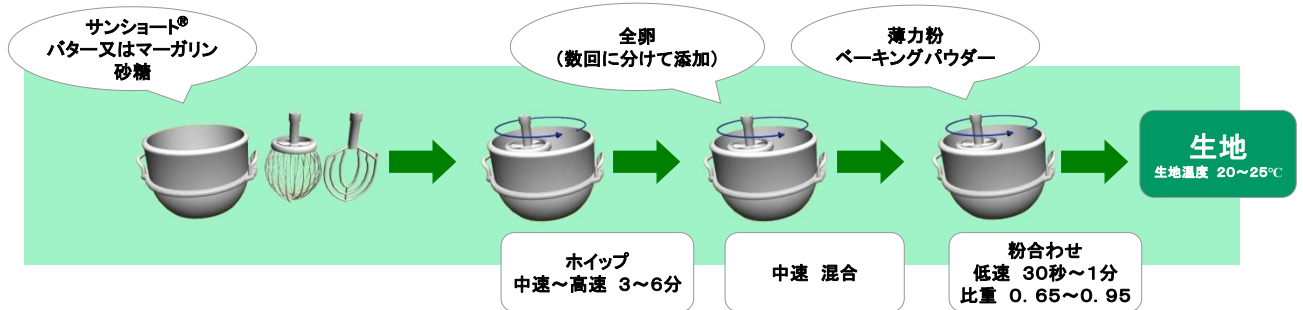 サンショート®
バター又はマーガリン
砂糖
全卵
(数回に分けて添加)
薄力粉
ベーキングパウダー
生地
生地温度 20～25℃
ホイップ
中速～高速 3～6分
中速 混合
粉合わせ
低速 30秒～1分
比重 0.65～0.95